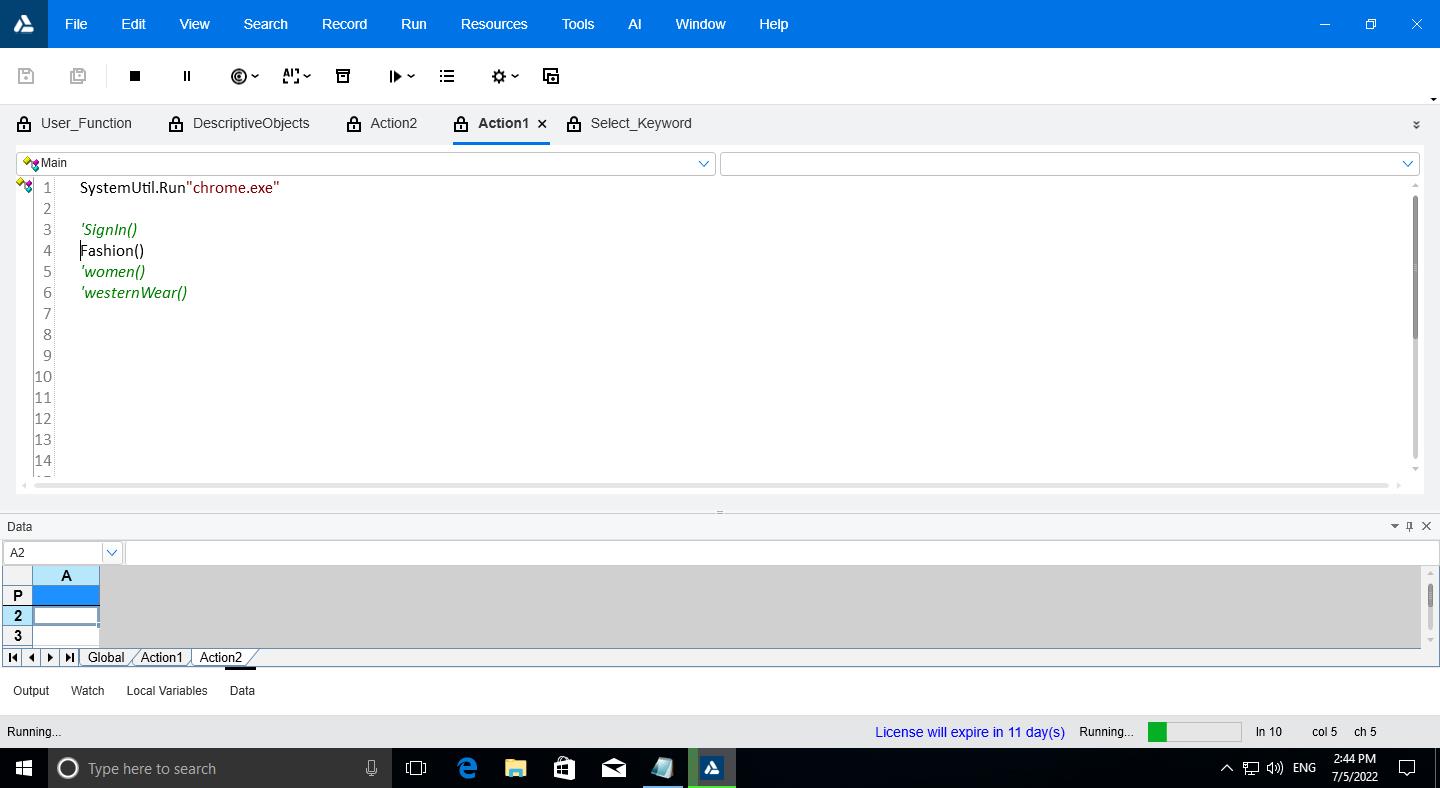 File Edit View Search Record Run Resources Tools AI Window Help
User_Function DescriptiveObjects Action2 Action1 Select_Keyword
Main
1 SystemUtil.Run"chrome.exe"
2
3 'SignIn()
4 Fashion()
5 'women()
6 'westernWear()
7
8
9
10
11
12
13
14
Data
A2
A
P
2
3
Global Action1 Action2
Output Watch Local Variables Data
Running... License will expire in 11 day(s) Running... ln 10 col 5 ch 5
Type here to search ENG 2:44 PM
7/5/2022